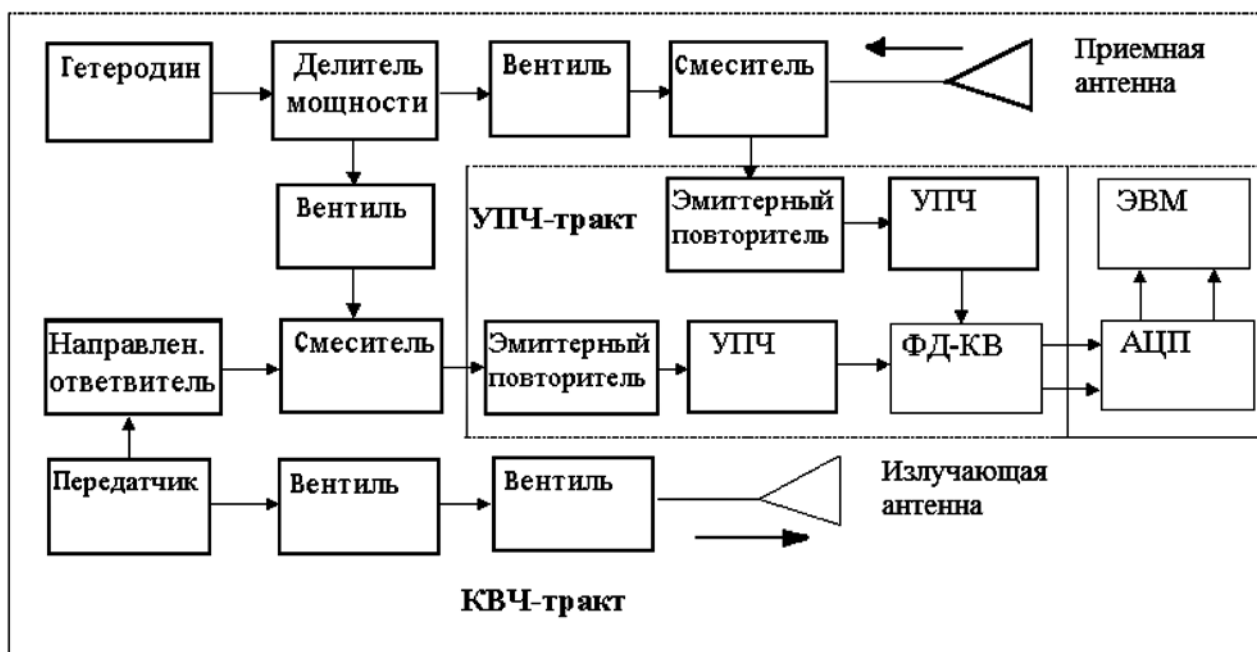 Гетеродин
Делитель
мощности
Вентиль
Смеситель
Приемная
антенна
Вентиль
УПЧ-тракт
Эмиттерный
повторитель
УПЧ
ЭВМ
Направлен.
ответвитель
Смеситель
Эмиттерный
повторитель
УПЧ
ФД-КВ
АЦП
Передатчик
Вентиль
Вентиль
Излучающая
антенна
КВЧ-тракт